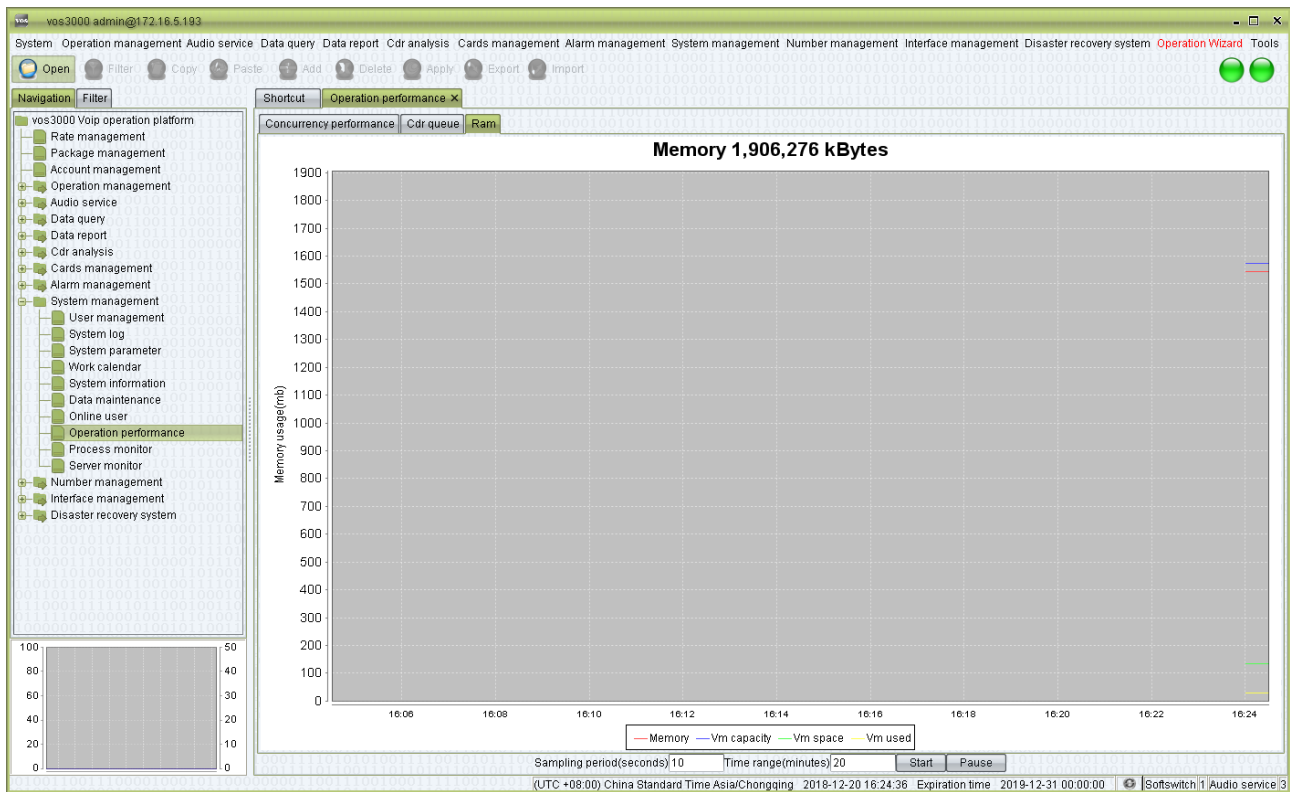 vos vos3000 admin@172.16.5.193
System Operation management Audio service Data query Data report Cdr analysis Cards management Alarm management System management Number management Interface management Disaster recovery system Operation Wizard Tools
Open Filter Copy Paste Add Delete Apply Export Import
Navigation Filter
Shortcut Operation performance
vos3000 Voip operation platform
Rate management
Package management
Account management
Operation management
Audio service
Data query
Data report
Cdr analysis
Cards management
Alarm management
System management
User management
System log
System parameter
Work calendar
System information
Data maintenance
Online user
Operation performance
Process monitor
Server monitor
Number management
Interface management
Disaster recovery system
100 50
80 40
60 30
40 20
20 10
0 0
Concurrency performance Cdr queue Ram
Memory 1,906,276 kBytes
Memory usage(mb)
1900
1800
1700
1600
1500
1400
1300
1200
1100
1000
900
800
700
600
500
400
300
200
100
0
16:06 16:08 16:10 16:12 16:14 16:16 16:18 16:20 16:22 16:24
Memory Vm capacity Vm space Vm used
Sampling period(seconds) 10 Time range(minutes) 20 Start Pause
(UTC +08:00) China Standard Time Asia/Chongqing 2018-12-20 16:24:36 Expiration time 2019-12-31 00:00:00 Softswitch 1 Audio service 3